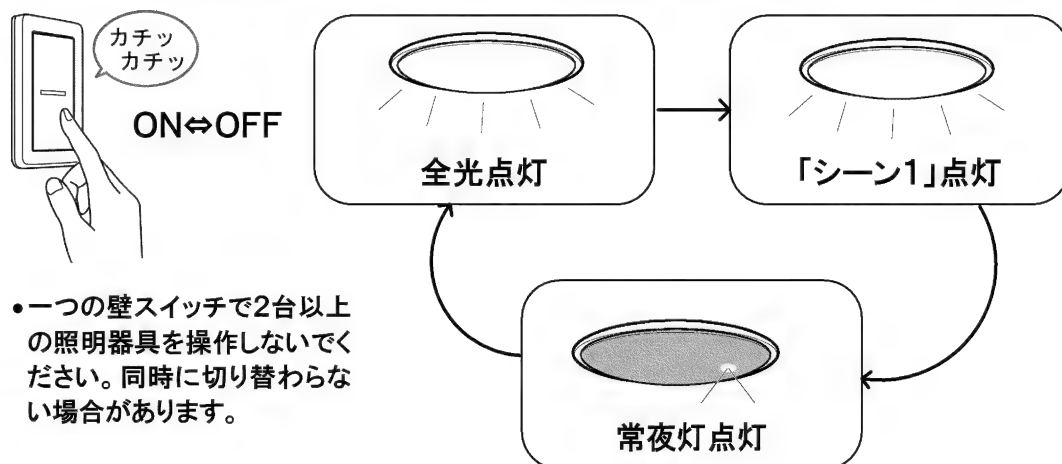 カチッ
カチッ
ON⇔OFF
全光点灯
「シーン1」点灯
常夜灯点灯
•一つの壁スイッチで2台以上
の照明器具を操作しないでく
ださい。同時に切り替わらな
い場合があります。